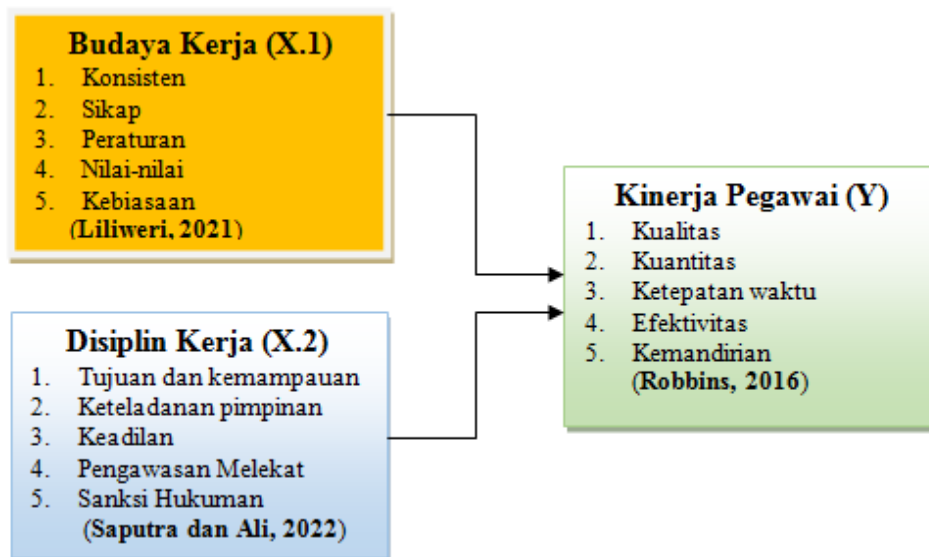 Budaya Kerja (X.1)
1. Konsisten
2. Sikap
3. Peraturan
4. Nilai-nilai
5. Kebiasaan
(Liliweri, 2021)
Disiplin Kerja (X.2)
1. Tujuan dan kemampauan
2. Keteladanan pimpinan
3. Keadilan
4. Pengawasan Melekat
5. Sanksi Hukuman
(Saputra dan Ali, 2022)
Kinerja Pegawai (Y)
1. Kualitas
2. Kuantitas
3. Ketepatan waktu
4. Efektivitas
5. Kemandirian
(Robbins, 2016)